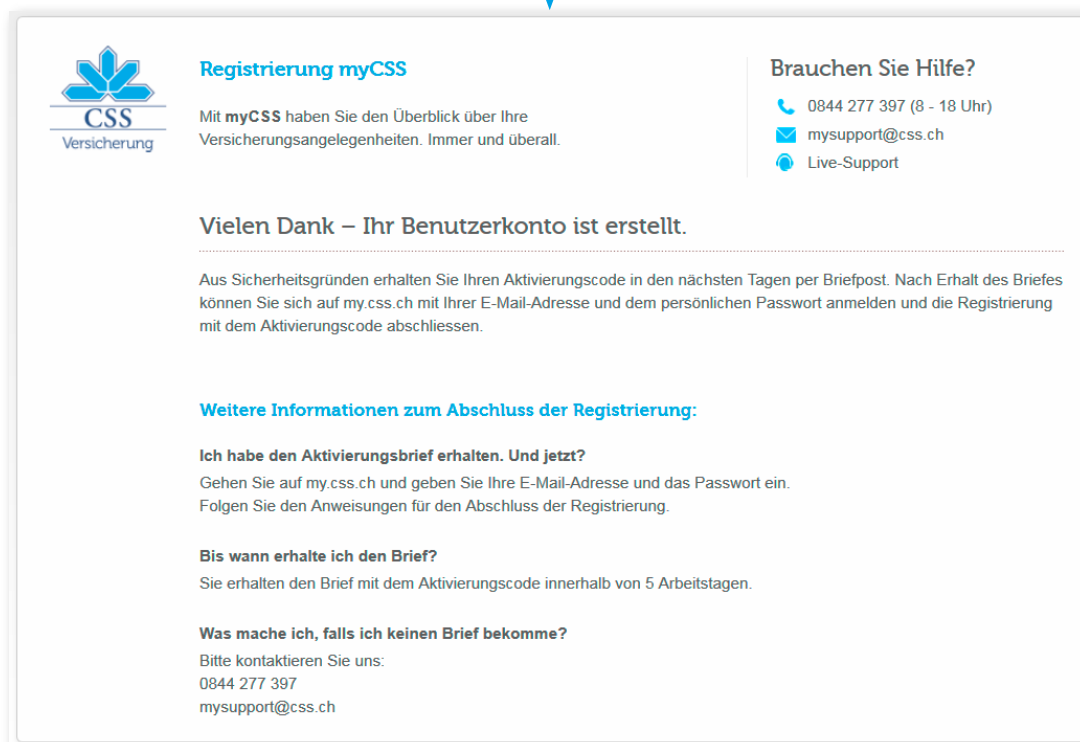 CSS
Versicherung
Registrierung myCSS
Mit myCSS haben Sie den Überblick über Ihre
Versicherungsangelegenheiten. Immer und überall.
Brauchen Sie Hilfe?
0844 277 397 (8 - 18 Uhr)
mysupport@css.ch
Live-Support
Vielen Dank – Ihr Benutzerkonto ist erstellt.
Aus Sicherheitsgründen erhalten Sie Ihren Aktivierungscode in den nächsten Tagen per Briefpost. Nach Erhalt des Briefes
können Sie sich auf my.css.ch mit Ihrer E-Mail-Adresse und dem persönlichen Passwort anmelden und die Registrierung
mit dem Aktivierungscode abschliessen.
Weitere Informationen zum Abschluss der Registrierung:
Ich habe den Aktivierungsbrief erhalten. Und jetzt?
Gehen Sie auf my.css.ch und geben Sie Ihre E-Mail-Adresse und das Passwort ein.
Folgen Sie den Anweisungen für den Abschluss der Registrierung.
Bis wann erhalte ich den Brief?
Sie erhalten den Brief mit dem Aktivierungscode innerhalb von 5 Arbeitstagen.
Was mache ich, falls ich keinen Brief bekomme?
Bitte kontaktieren Sie uns:
0844 277 397
mysupport@css.ch